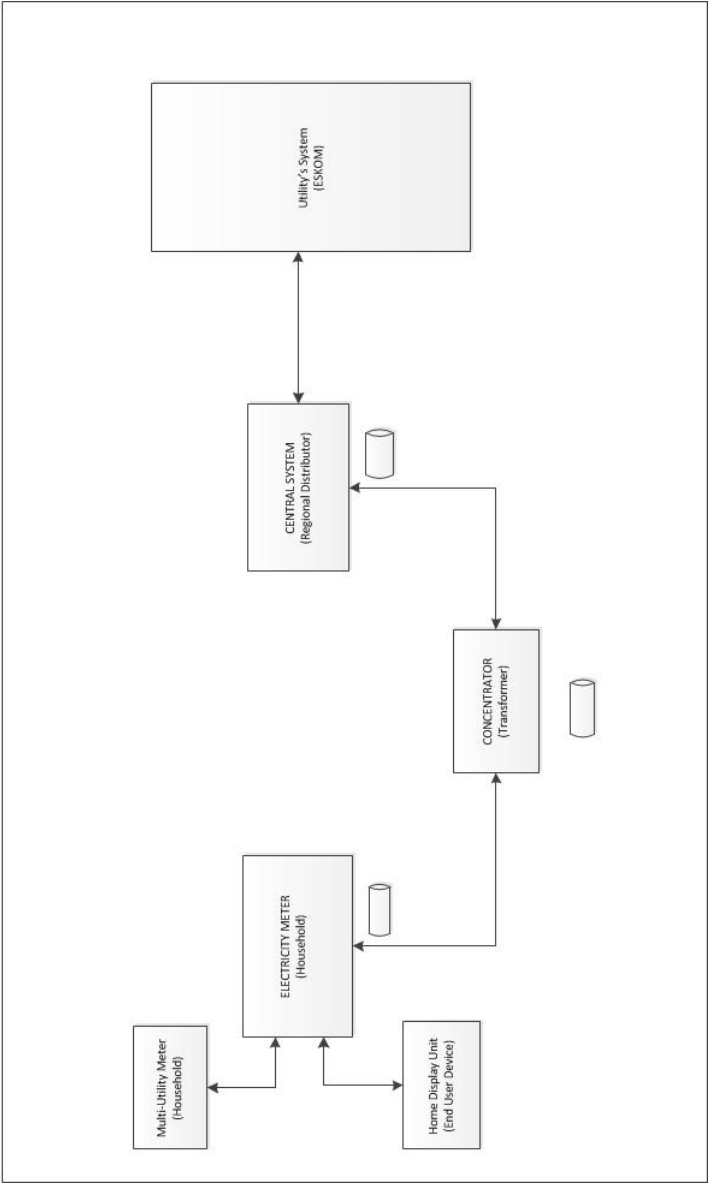 Multi-Utility Meter
(Household)
Home Display Unit
(End User Device)
ELECTRICITY METER
(Household)
CONCENTRATOR
(Transformer)
CENTRAL SYSTEM
(Regional Distributor)
Utility's System
(ESKOM)